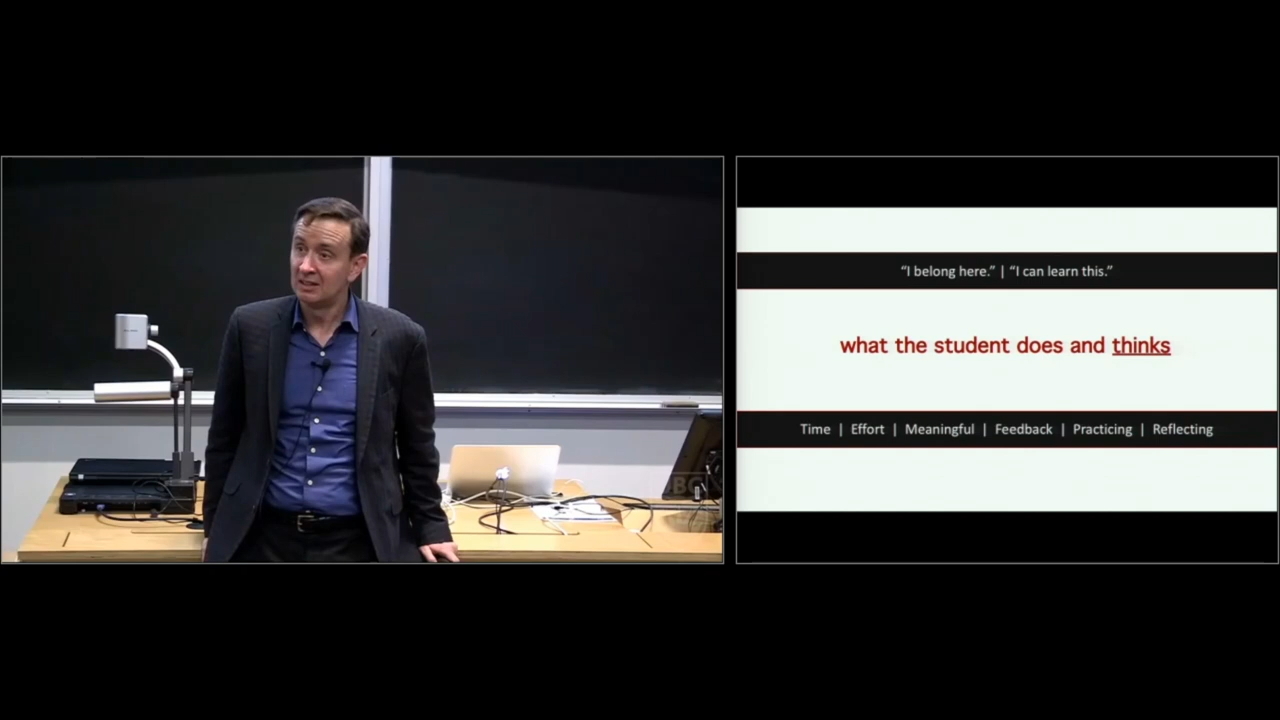 “I belong here.” | “I can learn this.”
what the student does and thinks
Time | Effort | Meaningful | Feedback | Practicing | Reflecting